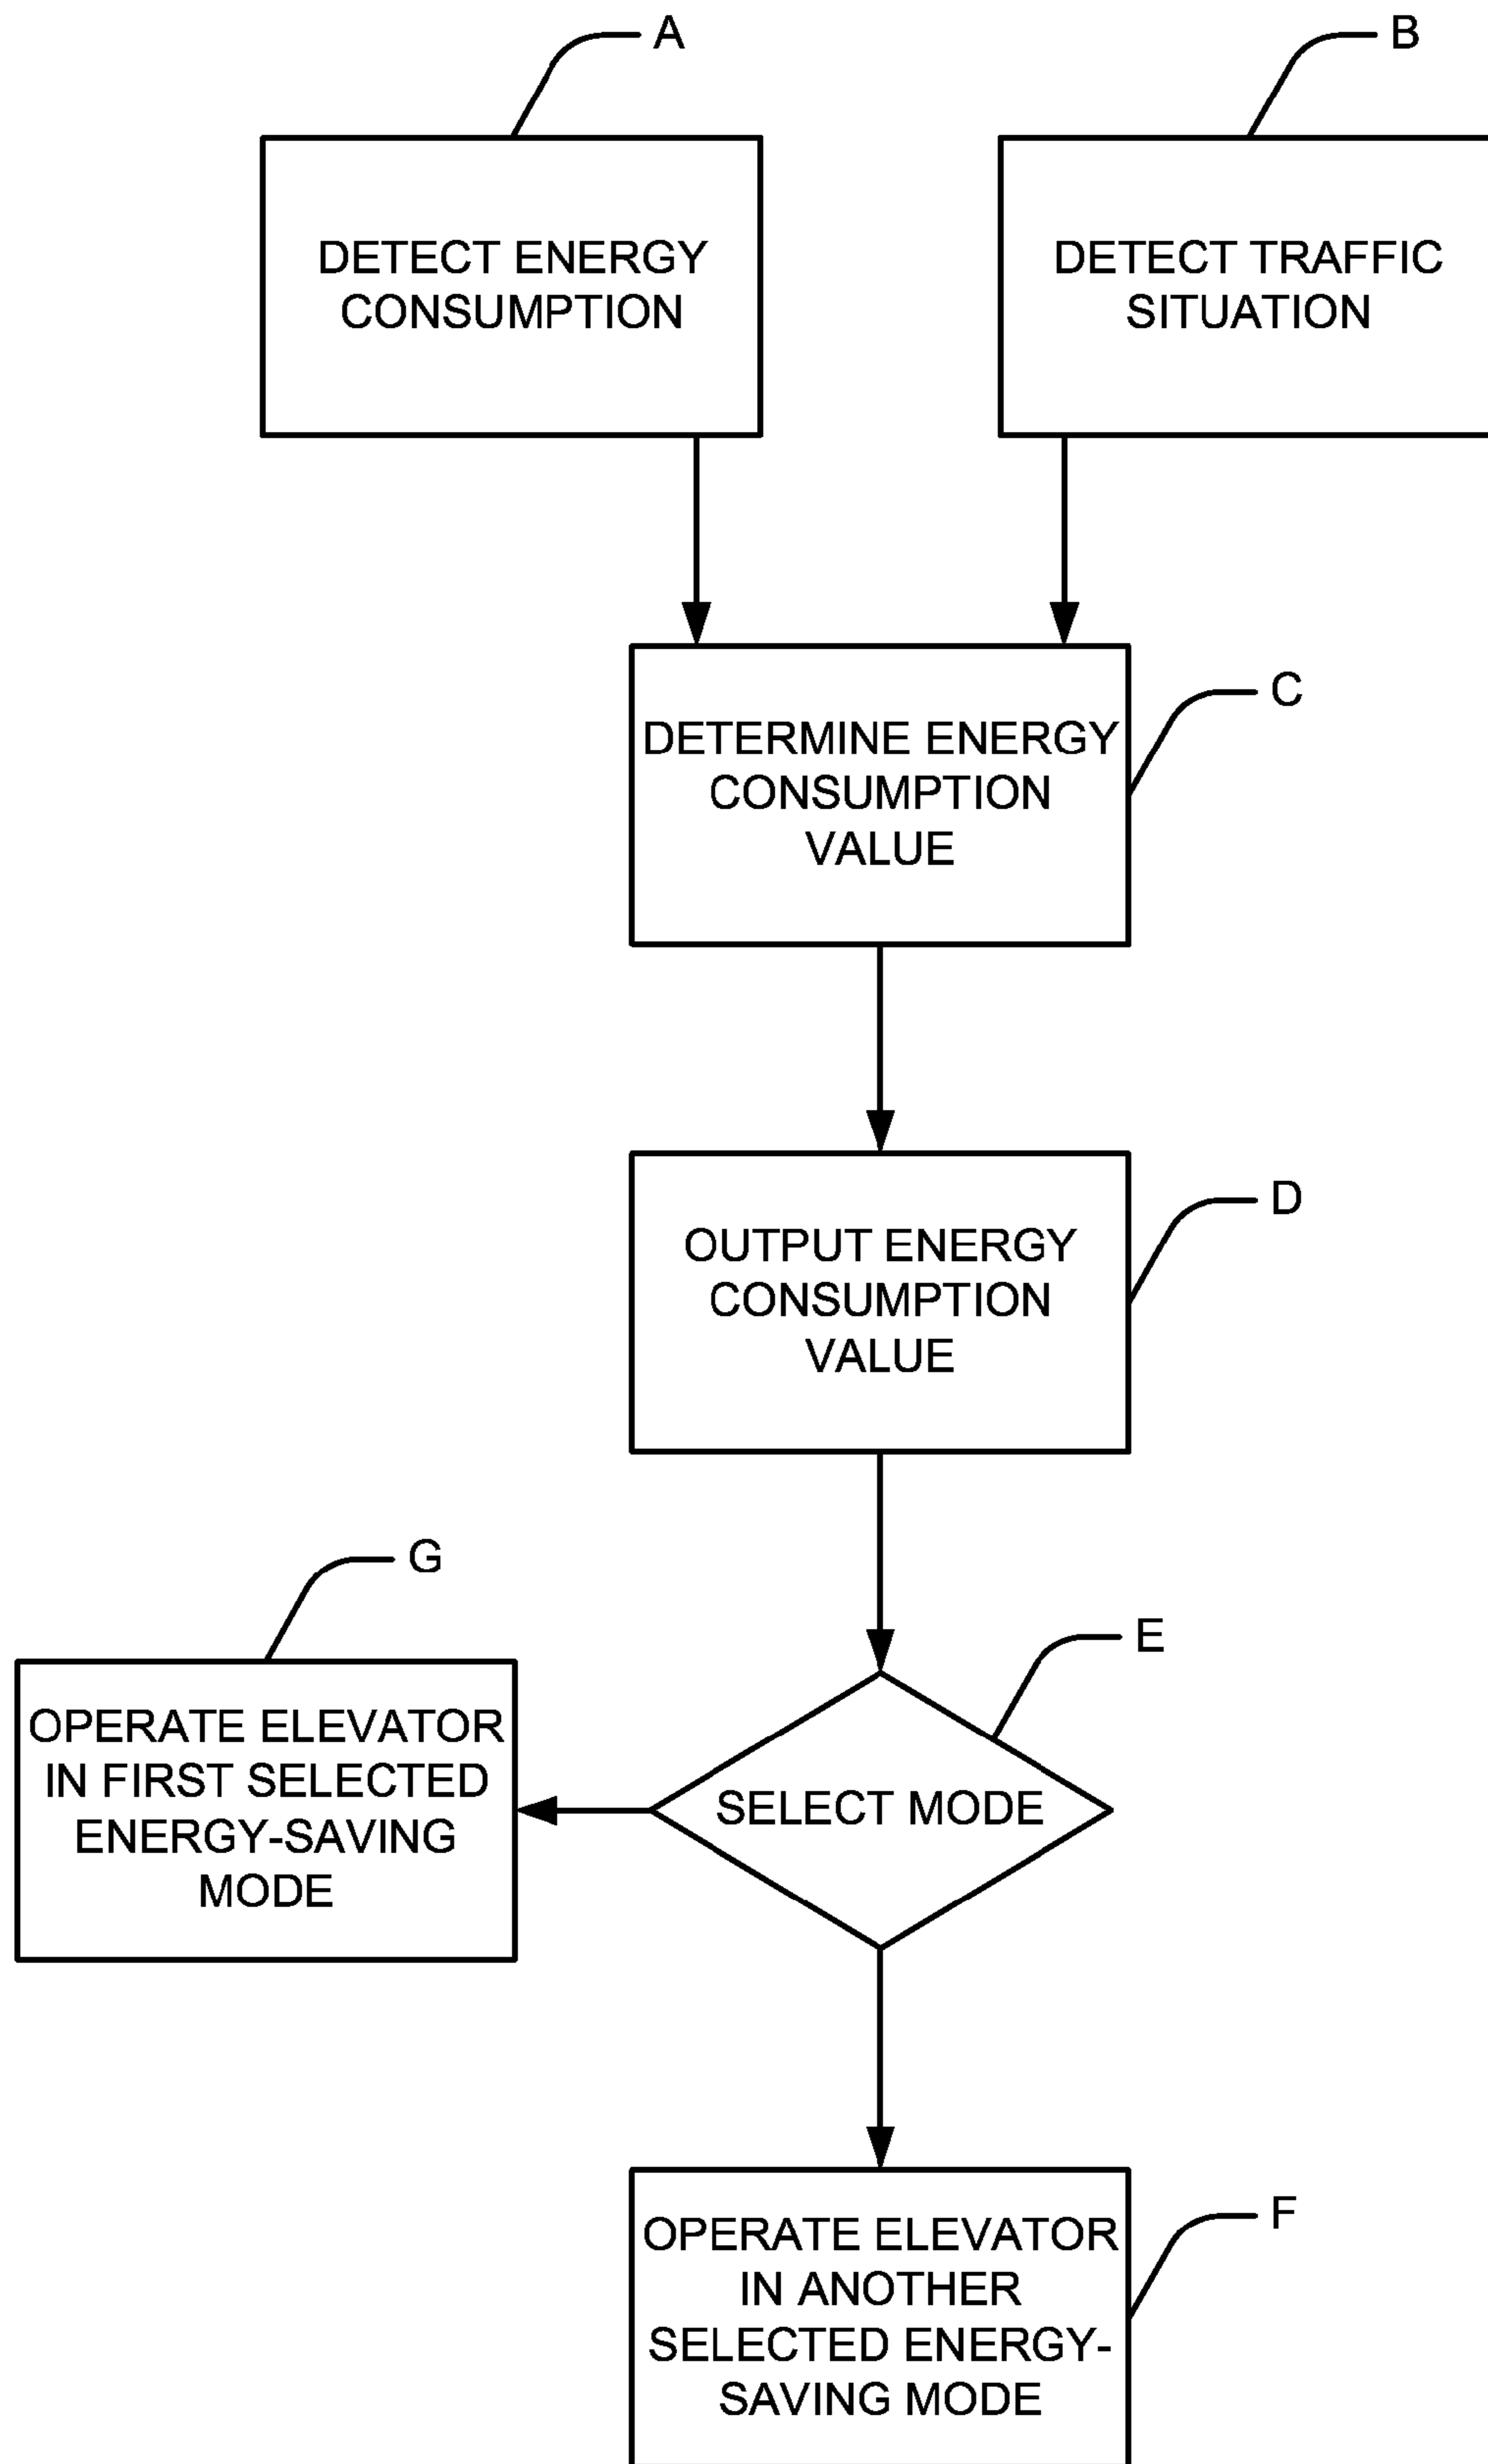 A
B
DETECT ENERGY
CONSUMPTION
DETECT TRAFFIC
SITUATION
C
DETERMINE ENERGY
CONSUMPTION
VALUE
D
OUTPUT ENERGY
CONSUMPTION
VALUE
G
E
OPERATE ELEVATOR
IN FIRST SELECTED
ENERGY-SAVING
MODE
SELECT MODE
F
OPERATE ELEVATOR
IN ANOTHER
SELECTED ENERGY-
SAVING MODE